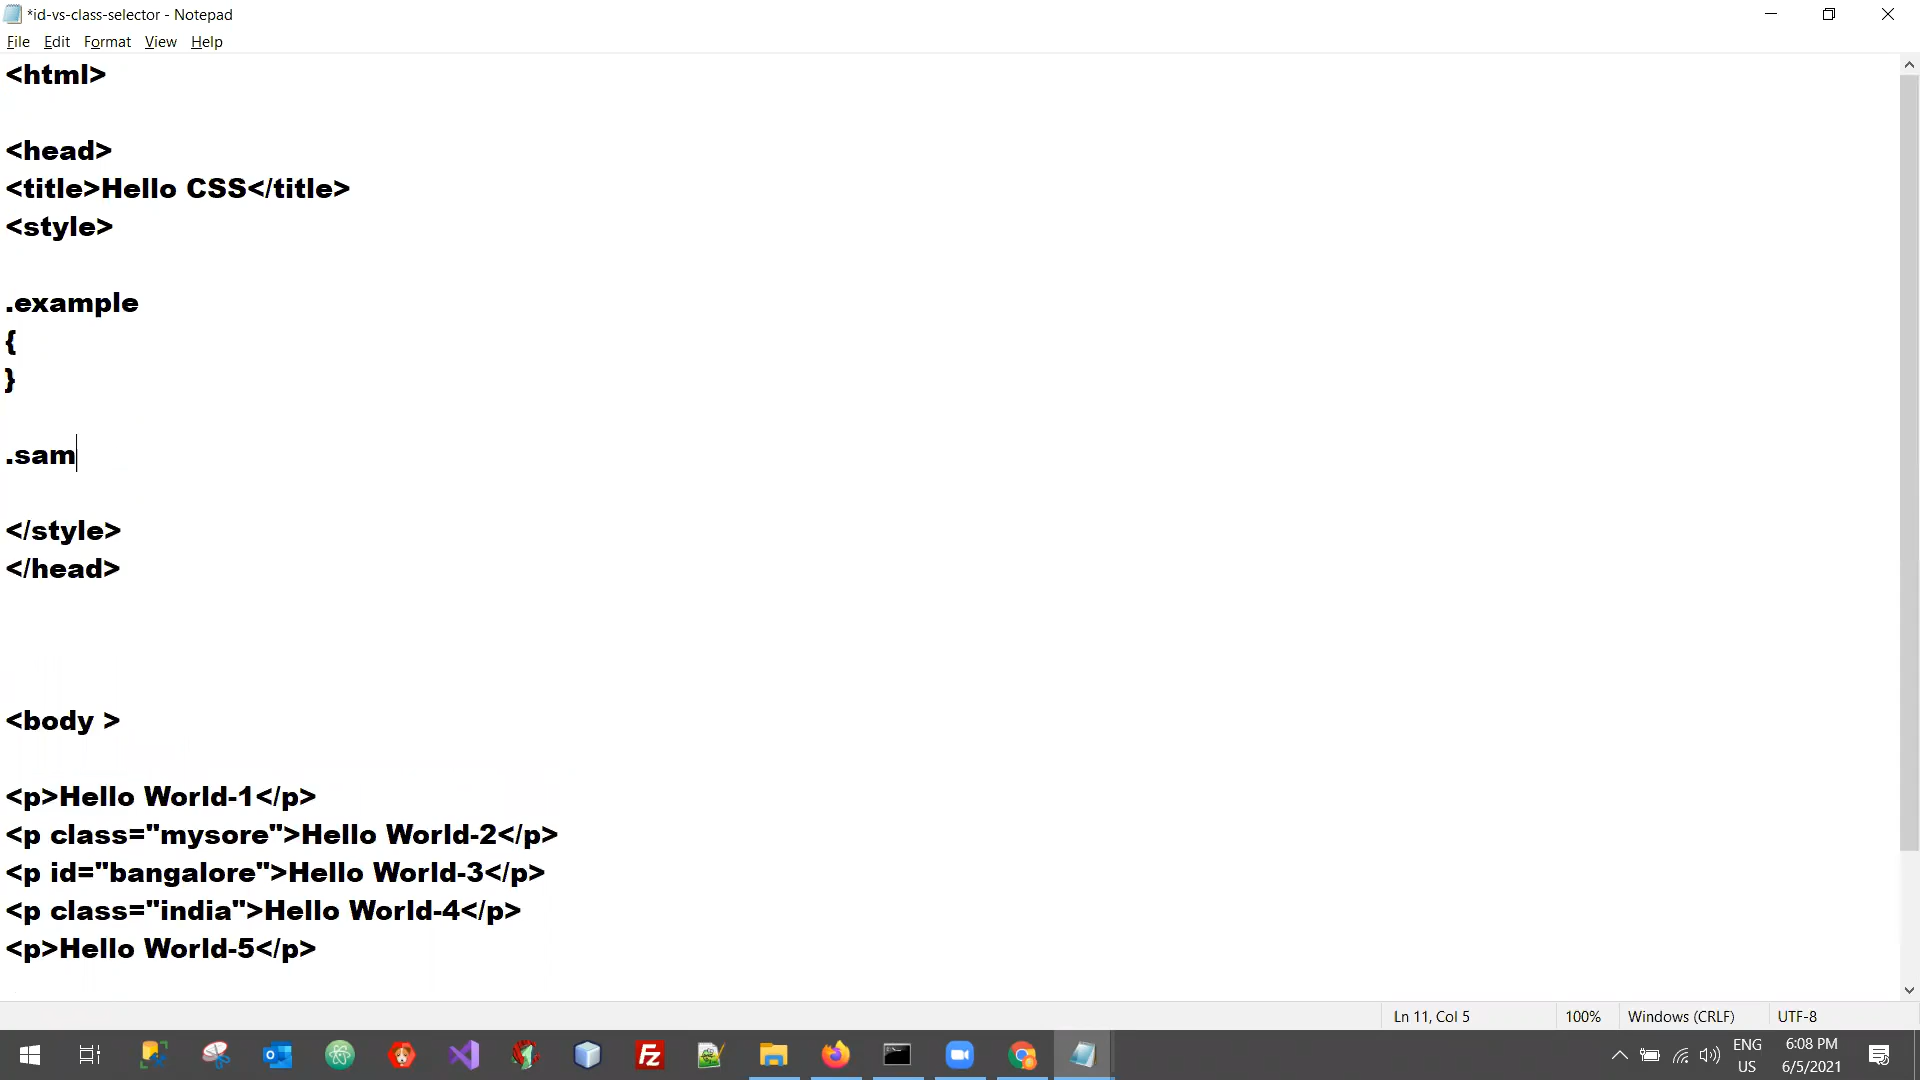 *id-vs-class-selector - Notepad
File Edit Format View Help
<html>
<head>
<title>Hello CSS</title>
<style>
.example
{
}
.sam
</style>
</head>
<body >
<p>Hello World-1</p>
<p class="mysore">Hello World-2</p>
<p id="bangalore">Hello World-3</p>
<p class="india">Hello World-4</p>
<p>Hello World-5</p>
Ln 11, Col 5 100% Windows (CRLF) UTF-8
ENG
US
6:08 PM
6/5/2021